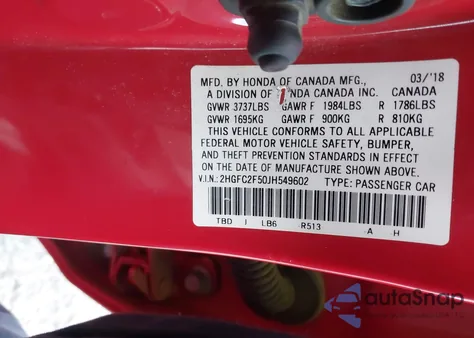 MFD. BY HONDA OF CANADA MFG., 03/'18
A DIVISION OF HONDA CANADA INC. CANADA
GVWR 3737LBS GAWR F 1984LBS R 1786LBS
GVWR 1695KG GAWR F 900KG R 810KG
THIS VEHICLE CONFORMS TO ALL APPLICABLE
FEDERAL MOTOR VEHICLE SAFETY, BUMPER,
AND THEFT PREVENTION STANDARDS IN EFFECT
ON THE DATE OF MANUFACTURE SHOWN ABOVE.
V.I.N.: 2HGFC2F50JH549602 TYPE: PASSENGER CAR
TBD I LB6 R513 A H
autoSnap